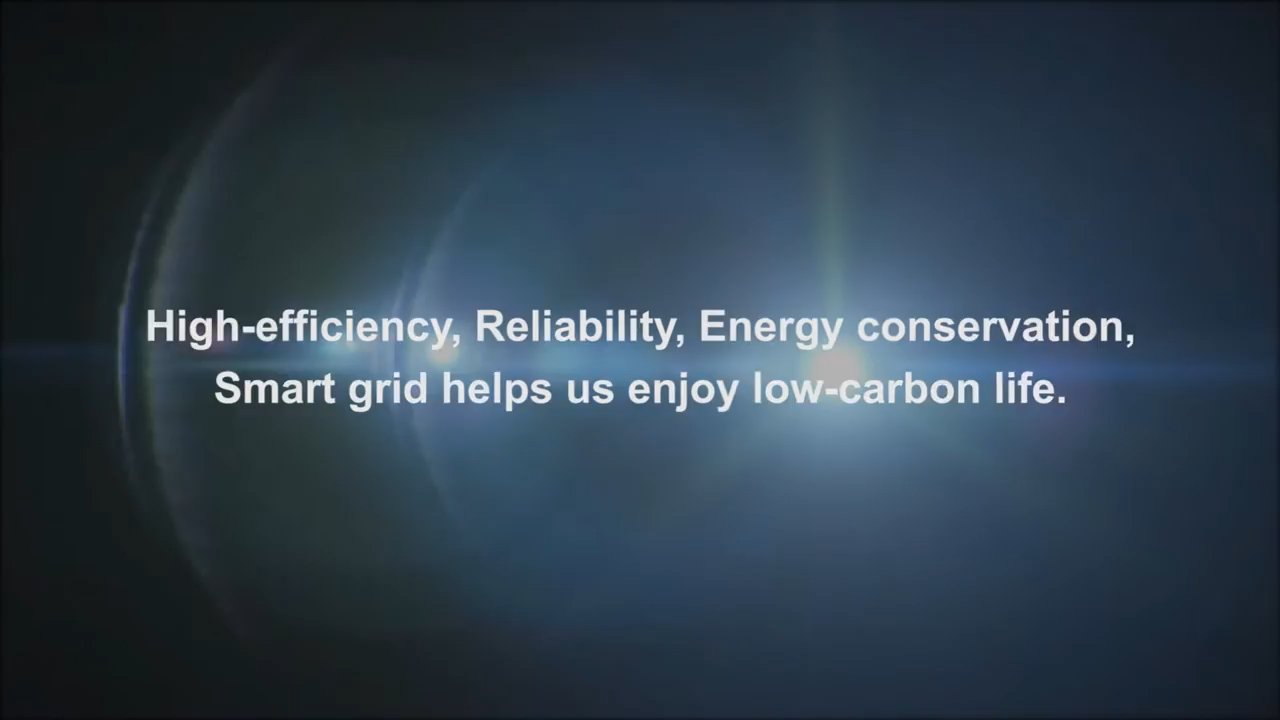 High-efficiency, Reliability, Energy conservation,
Smart grid helps us enjoy low-carbon life.